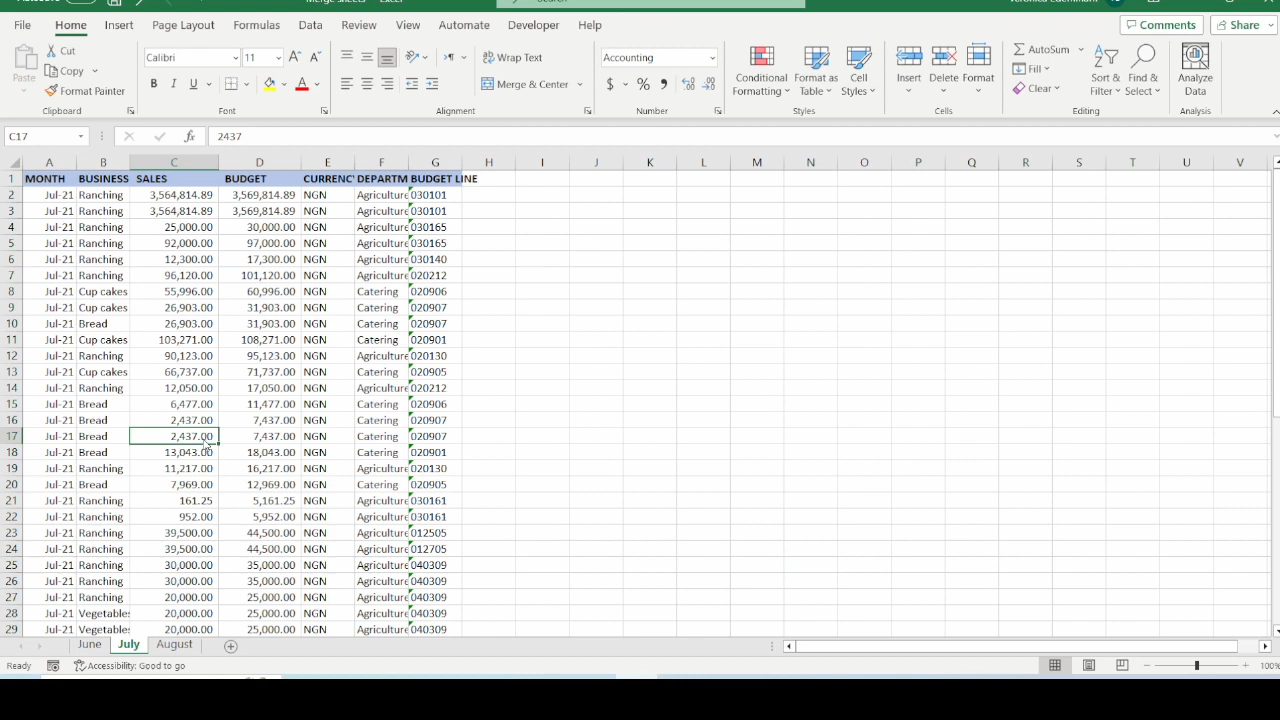 File Home Insert Page Layout Formulas Data Review View Automate Developer Help Comments Share
Cut
Copy
Format Painter
Paste
Calibri 11
B I U A
Wrap Text
Merge & Center
Accounting
$ % ,
Conditional Formatting
Format as Table
Cell Styles
Insert Delete Format
AutoSum
Fill
Clear
Sort & Filter
Find & Select
Analyze Data
Clipboard Font Alignment Number Styles Cells Editing Analysis
C17 fx 2437
A B C D E F G H I J K L M N O P Q R S T U V
1 MONTH BUSINESS SALES BUDGET CURRENCY DEPARTM BUDGET LINE
2 Jul-21 Ranching 3,564,814.89 3,569,814.89 NGN Agriculture 030101
3 Jul-21 Ranching 3,564,814.89 3,569,814.89 NGN Agriculture 030101
4 Jul-21 Ranching 25,000.00 30,000.00 NGN Agriculture 030165
5 Jul-21 Ranching 92,000.00 97,000.00 NGN Agriculture 030165
6 Jul-21 Ranching 12,300.00 17,300.00 NGN Agriculture 030140
7 Jul-21 Ranching 96,120.00 101,120.00 NGN Agriculture 020212
8 Jul-21 Cup cakes 55,996.00 60,996.00 NGN Catering 020906
9 Jul-21 Cup cakes 26,903.00 31,903.00 NGN Catering 020907
10 Jul-21 Bread 26,903.00 31,903.00 NGN Catering 020907
11 Jul-21 Cup cakes 103,271.00 108,271.00 NGN Catering 020901
12 Jul-21 Ranching 90,123.00 95,123.00 NGN Agriculture 020130
13 Jul-21 Cup cakes 66,737.00 71,737.00 NGN Catering 020905
14 Jul-21 Ranching 12,050.00 17,050.00 NGN Agriculture 020212
15 Jul-21 Bread 6,477.00 11,477.00 NGN Catering 020906
16 Jul-21 Bread 2,437.00 7,437.00 NGN Catering 020907
17 Jul-21 Bread 2,437.00 7,437.00 NGN Catering 020907
18 Jul-21 Bread 13,043.00 18,043.00 NGN Catering 020901
19 Jul-21 Ranching 11,217.00 16,217.00 NGN Agriculture 020130
20 Jul-21 Bread 7,969.00 12,969.00 NGN Catering 020905
21 Jul-21 Ranching 161.25 5,161.25 NGN Agriculture 030161
22 Jul-21 Ranching 952.00 5,952.00 NGN Agriculture 030161
23 Jul-21 Ranching 39,500.00 44,500.00 NGN Agriculture 012505
24 Jul-21 Ranching 39,500.00 44,500.00 NGN Agriculture 012705
25 Jul-21 Ranching 30,000.00 35,000.00 NGN Agriculture 040309
26 Jul-21 Ranching 30,000.00 35,000.00 NGN Agriculture 040309
27 Jul-21 Ranching 20,000.00 25,000.00 NGN Agriculture 040309
28 Jul-21 Vegetables 20,000.00 25,000.00 NGN Agriculture 040309
29 Jul-21 Vegetables 20,000.00 25,000.00 NGN Agriculture 040309
June July August
Ready Accessibility: Good to go 100%